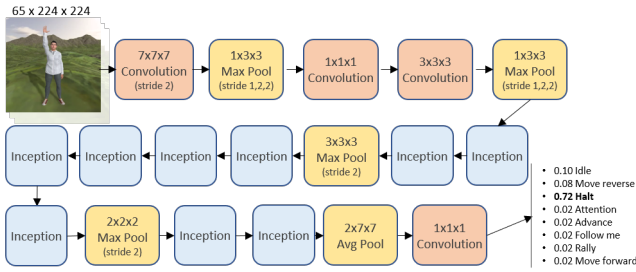 65 x 224 x 224
7x7x7
Convolution
(stride 2)
1x3x3
Max Pool
(stride 1,2,2)
1x1x1
Convolution
3x3x3
Convolution
1x3x3
Max Pool
(stride 1,2,2)
Inception
Inception
Inception
Inception
3x3x3
Max Pool
(stride 2)
Inception
Inception
Inception
2x2x2
Max Pool
(stride 2)
Inception
Inception
2x7x7
Avg Pool
1x1x1
Convolution
• 0.10 Idle
• 0.08 Move reverse
• 0.72 Halt
• 0.02 Attention
• 0.02 Advance
• 0.02 Follow me
• 0.02 Rally
• 0.02 Move forward